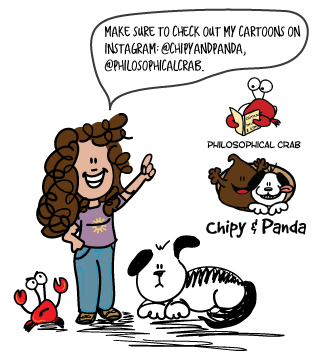 MAKE SURE TO CHECK OUT MY CARTOONS ON
INSTAGRAM: @CHIPYANDPANDA,
@PHILOSOPHICALCRAB.
PHILOSOPHICAL CRAB
Chipy & Panda